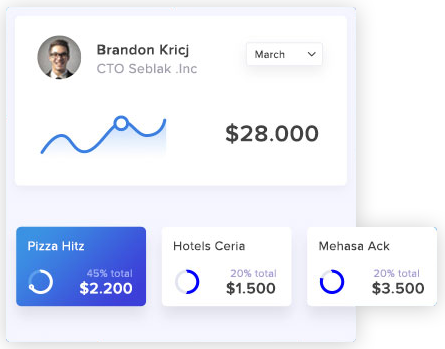 Brandon Kricj
CTO Seblak .Inc
March
$28.000
Pizza Hitz
45% total
$2.200
Hotels Ceria
20% total
$1.500
Mehasa Ack
20% total
$3.500